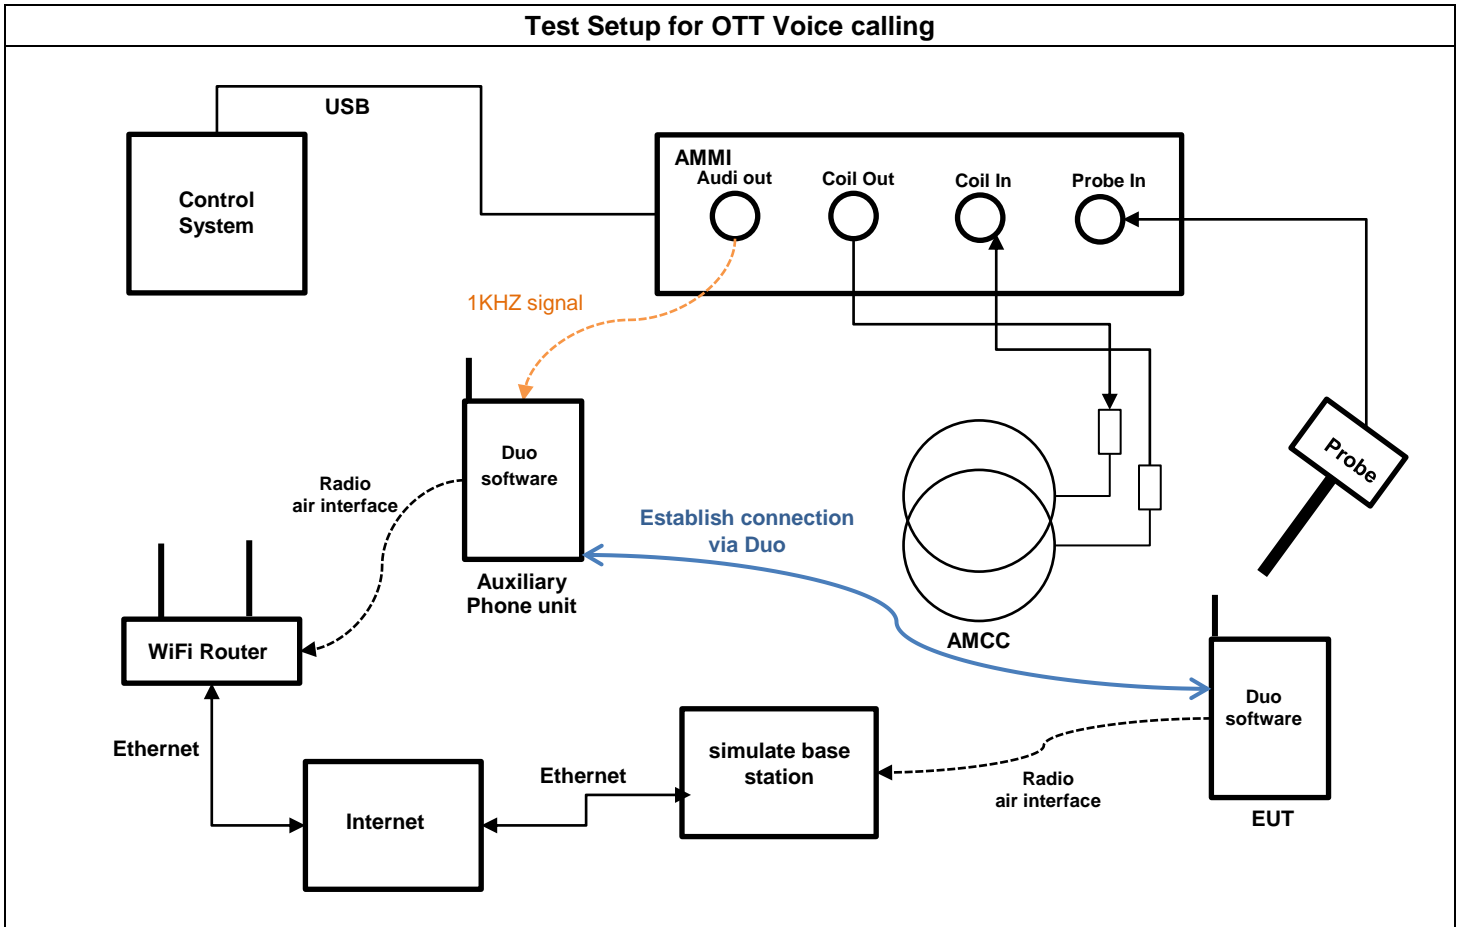 Test Setup for OTT Voice calling
USB
Control
System
AMMI
Audi out
Coil Out
Coil In
Probe In
1KHZ signal
Duo
software
Radio
air interface
Auxiliary
Phone unit
Establish connection
via Duo
AMCC
Probe
WiFi Router
Ethernet
Internet
Ethernet
simulate base
station
Radio
air interface
Duo
software
EUT